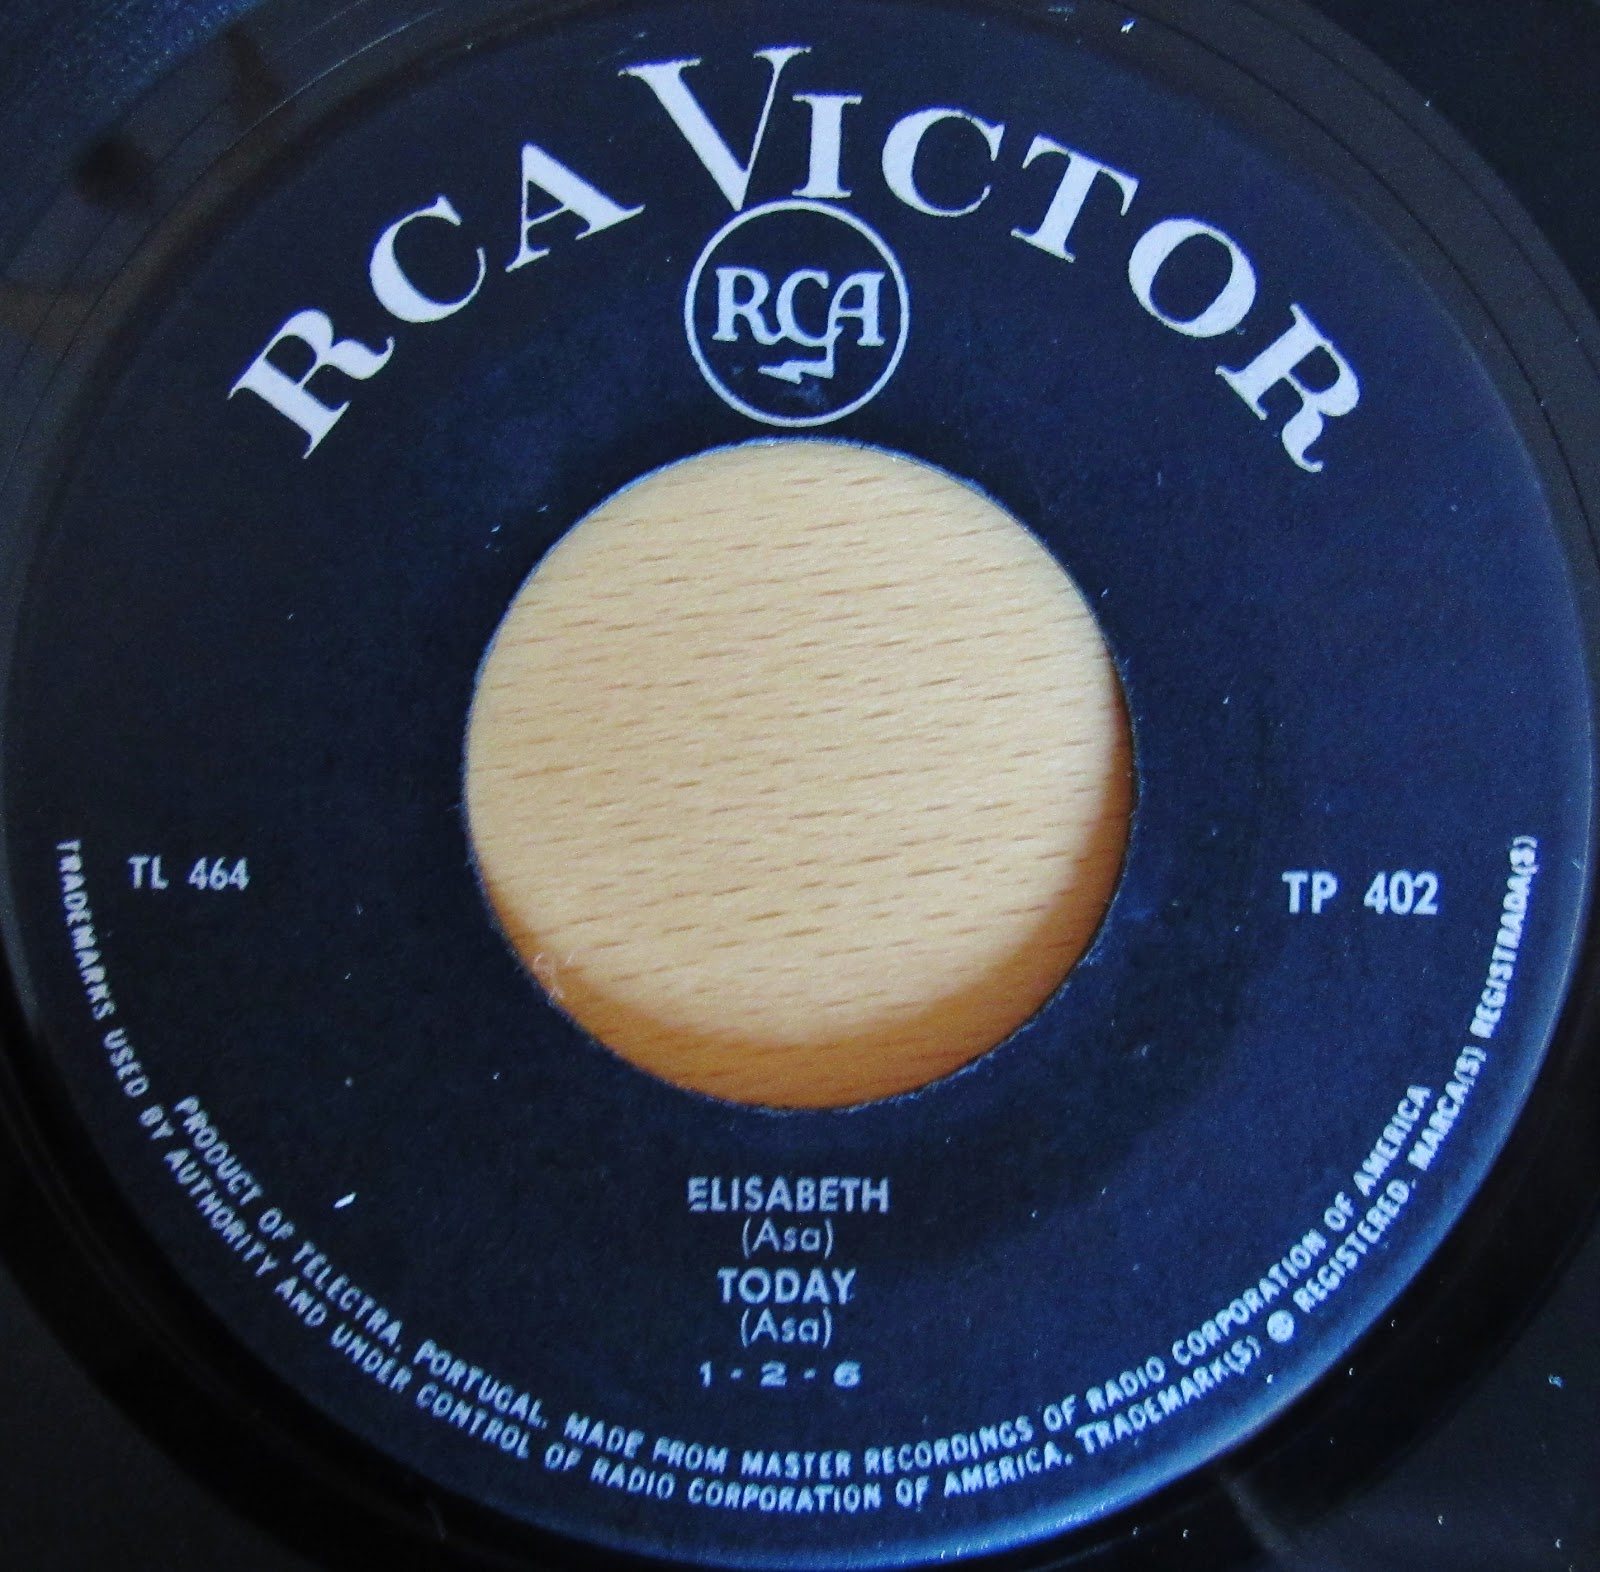 RCA VICTOR
RCA
TL 464
TP 402
ELISABETH
(Asa)
TODAY
(Asa)
1 - 2 - 6
PRODUCT OF TELECTRA, PORTUGAL. MADE FROM MASTER RECORDINGS OF RADIO CORPORATION OF AMERICA
TRADEMARKS USED BY AUTHORITY AND UNDER CONTROL OF RADIO CORPORATION OF AMERICA. TRADEMARK(S) ® REGISTERED. MARCA(S) REGISTRADA(S)